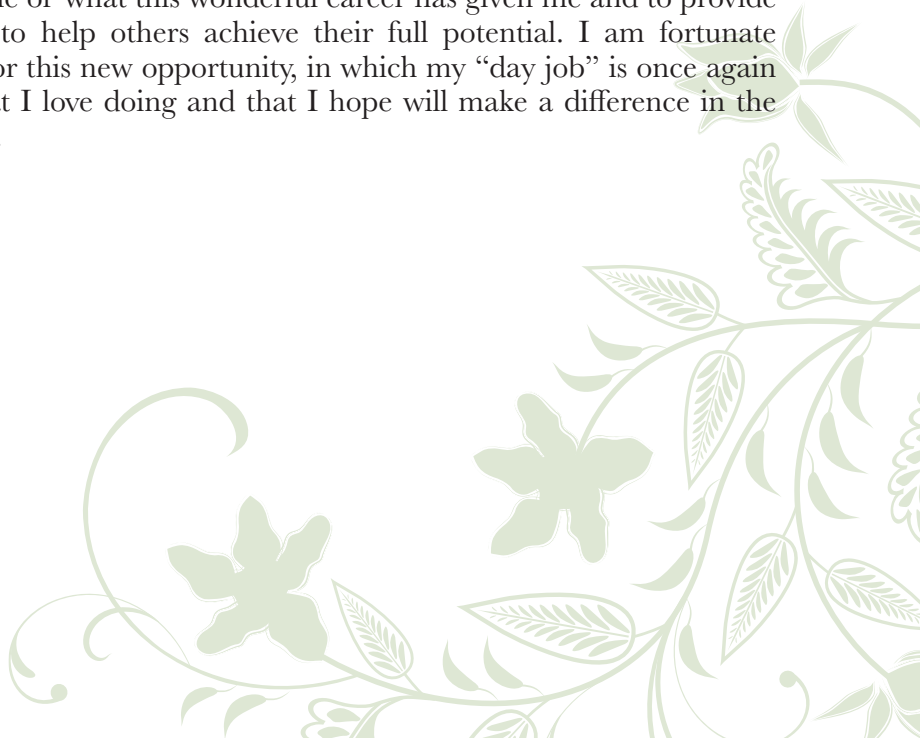 of what this wonderful career has given me and to provide
to help others achieve their full potential. I am fortunate
this new opportunity, in which my “day job” is once again
I love doing and that I hope will make a difference in the